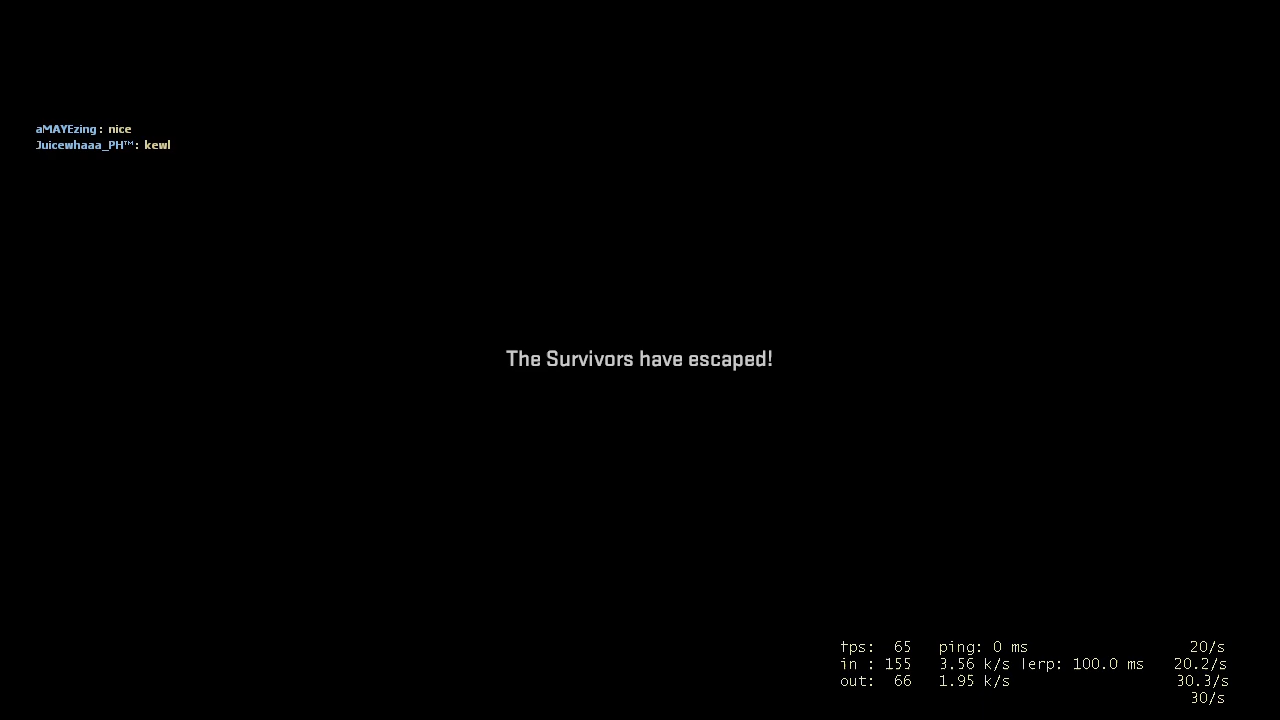 aMAYEzing: nice
Juicewhaaa_PH™: kewl
The Survivors have escaped!
fps: 65 ping: 0 ms 20/s
in : 155 3.56 k/s lerp: 100.0 ms 20.2/s
out: 66 1.95 k/s 30.3/s
30/s